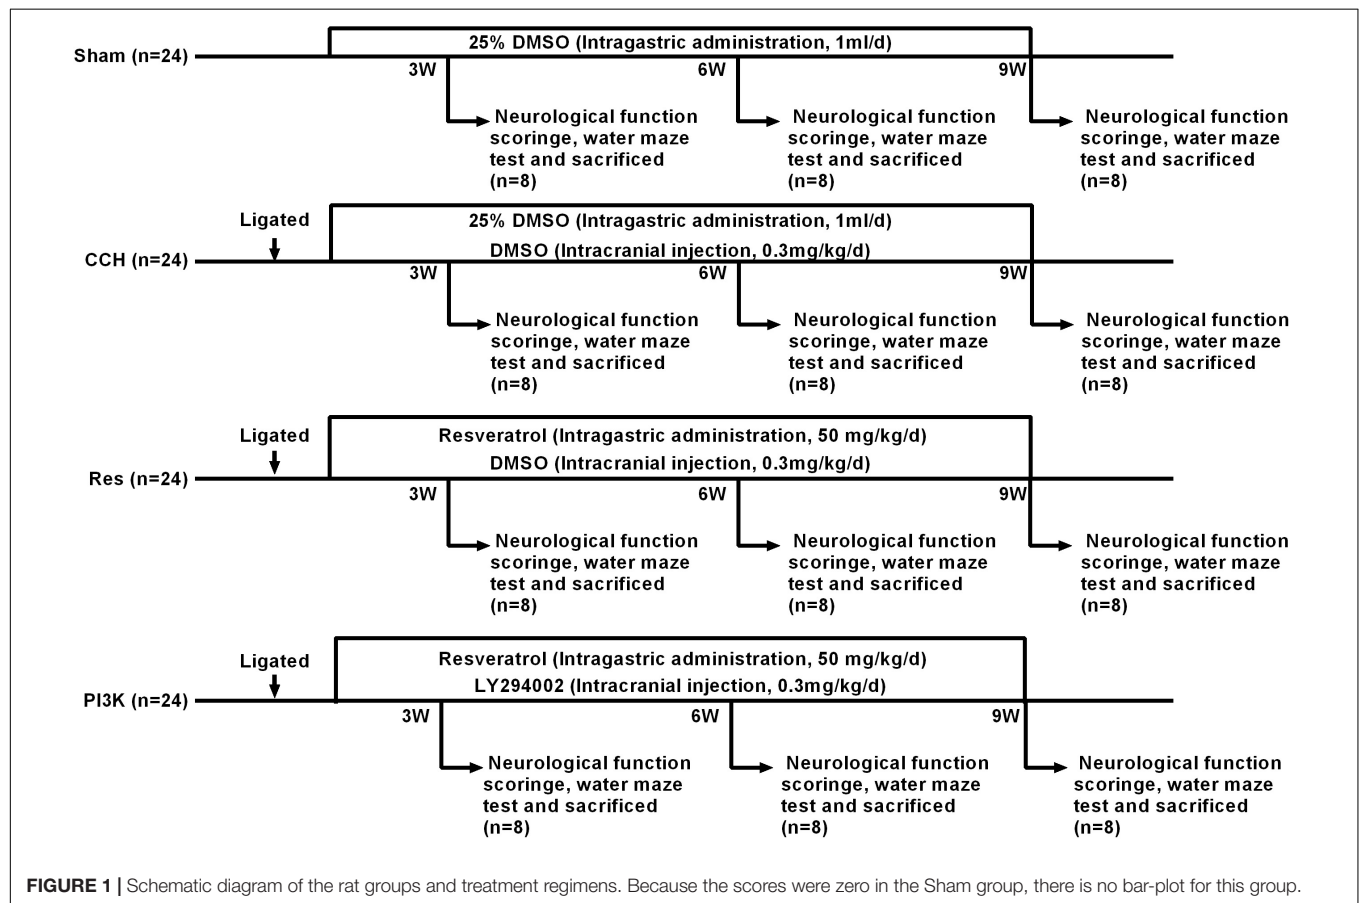 25% DMSO (Intragastric administration, 1ml/d)
Sham (n=24)
3W
6W
9W
Neurological function
scoringe, water maze
test and sacrificed
(n=8)
Neurological function
scoringe, water maze
test and sacrificed
(n=8)
Neurological function
scoringe, water maze
test and sacrificed
(n=8)
Ligated
25% DMSO (Intragastric administration, 1ml/d)
DMSO (Intracranial injection, 0.3mg/kg/d)
CCH (n=24)
3W
6W
9W
Neurological function
scoringe, water maze
test and sacrificed
(n=8)
Neurological function
scoringe, water maze
test and sacrificed
(n=8)
Neurological function
scoringe, water maze
test and sacrificed
(n=8)
Ligated
Resveratrol (Intragastric administration, 50 mg/kg/d)
DMSO (Intracranial injection, 0.3mg/kg/d)
Res (n=24)
3W
6W
9W
Neurological function
scoringe, water maze
test and sacrificed
(n=8)
Neurological function
scoringe, water maze
test and sacrificed
(n=8)
Neurological function
scoringe, water maze
test and sacrificed
(n=8)
Ligated
Resveratrol (Intragastric administration, 50 mg/kg/d)
LY294002 (Intracranial injection, 0.3mg/kg/d)
PI3K (n=24)
3W
6W
9W
Neurological function
scoringe, water maze
test and sacrificed
(n=8)
Neurological function
scoringe, water maze
test and sacrificed
(n=8)
Neurological function
scoringe, water maze
test and sacrificed
(n=8)
FIGURE 1 | Schematic diagram of the rat groups and treatment regimens. Because the scores were zero in the Sham group, there is no bar-plot for this group.